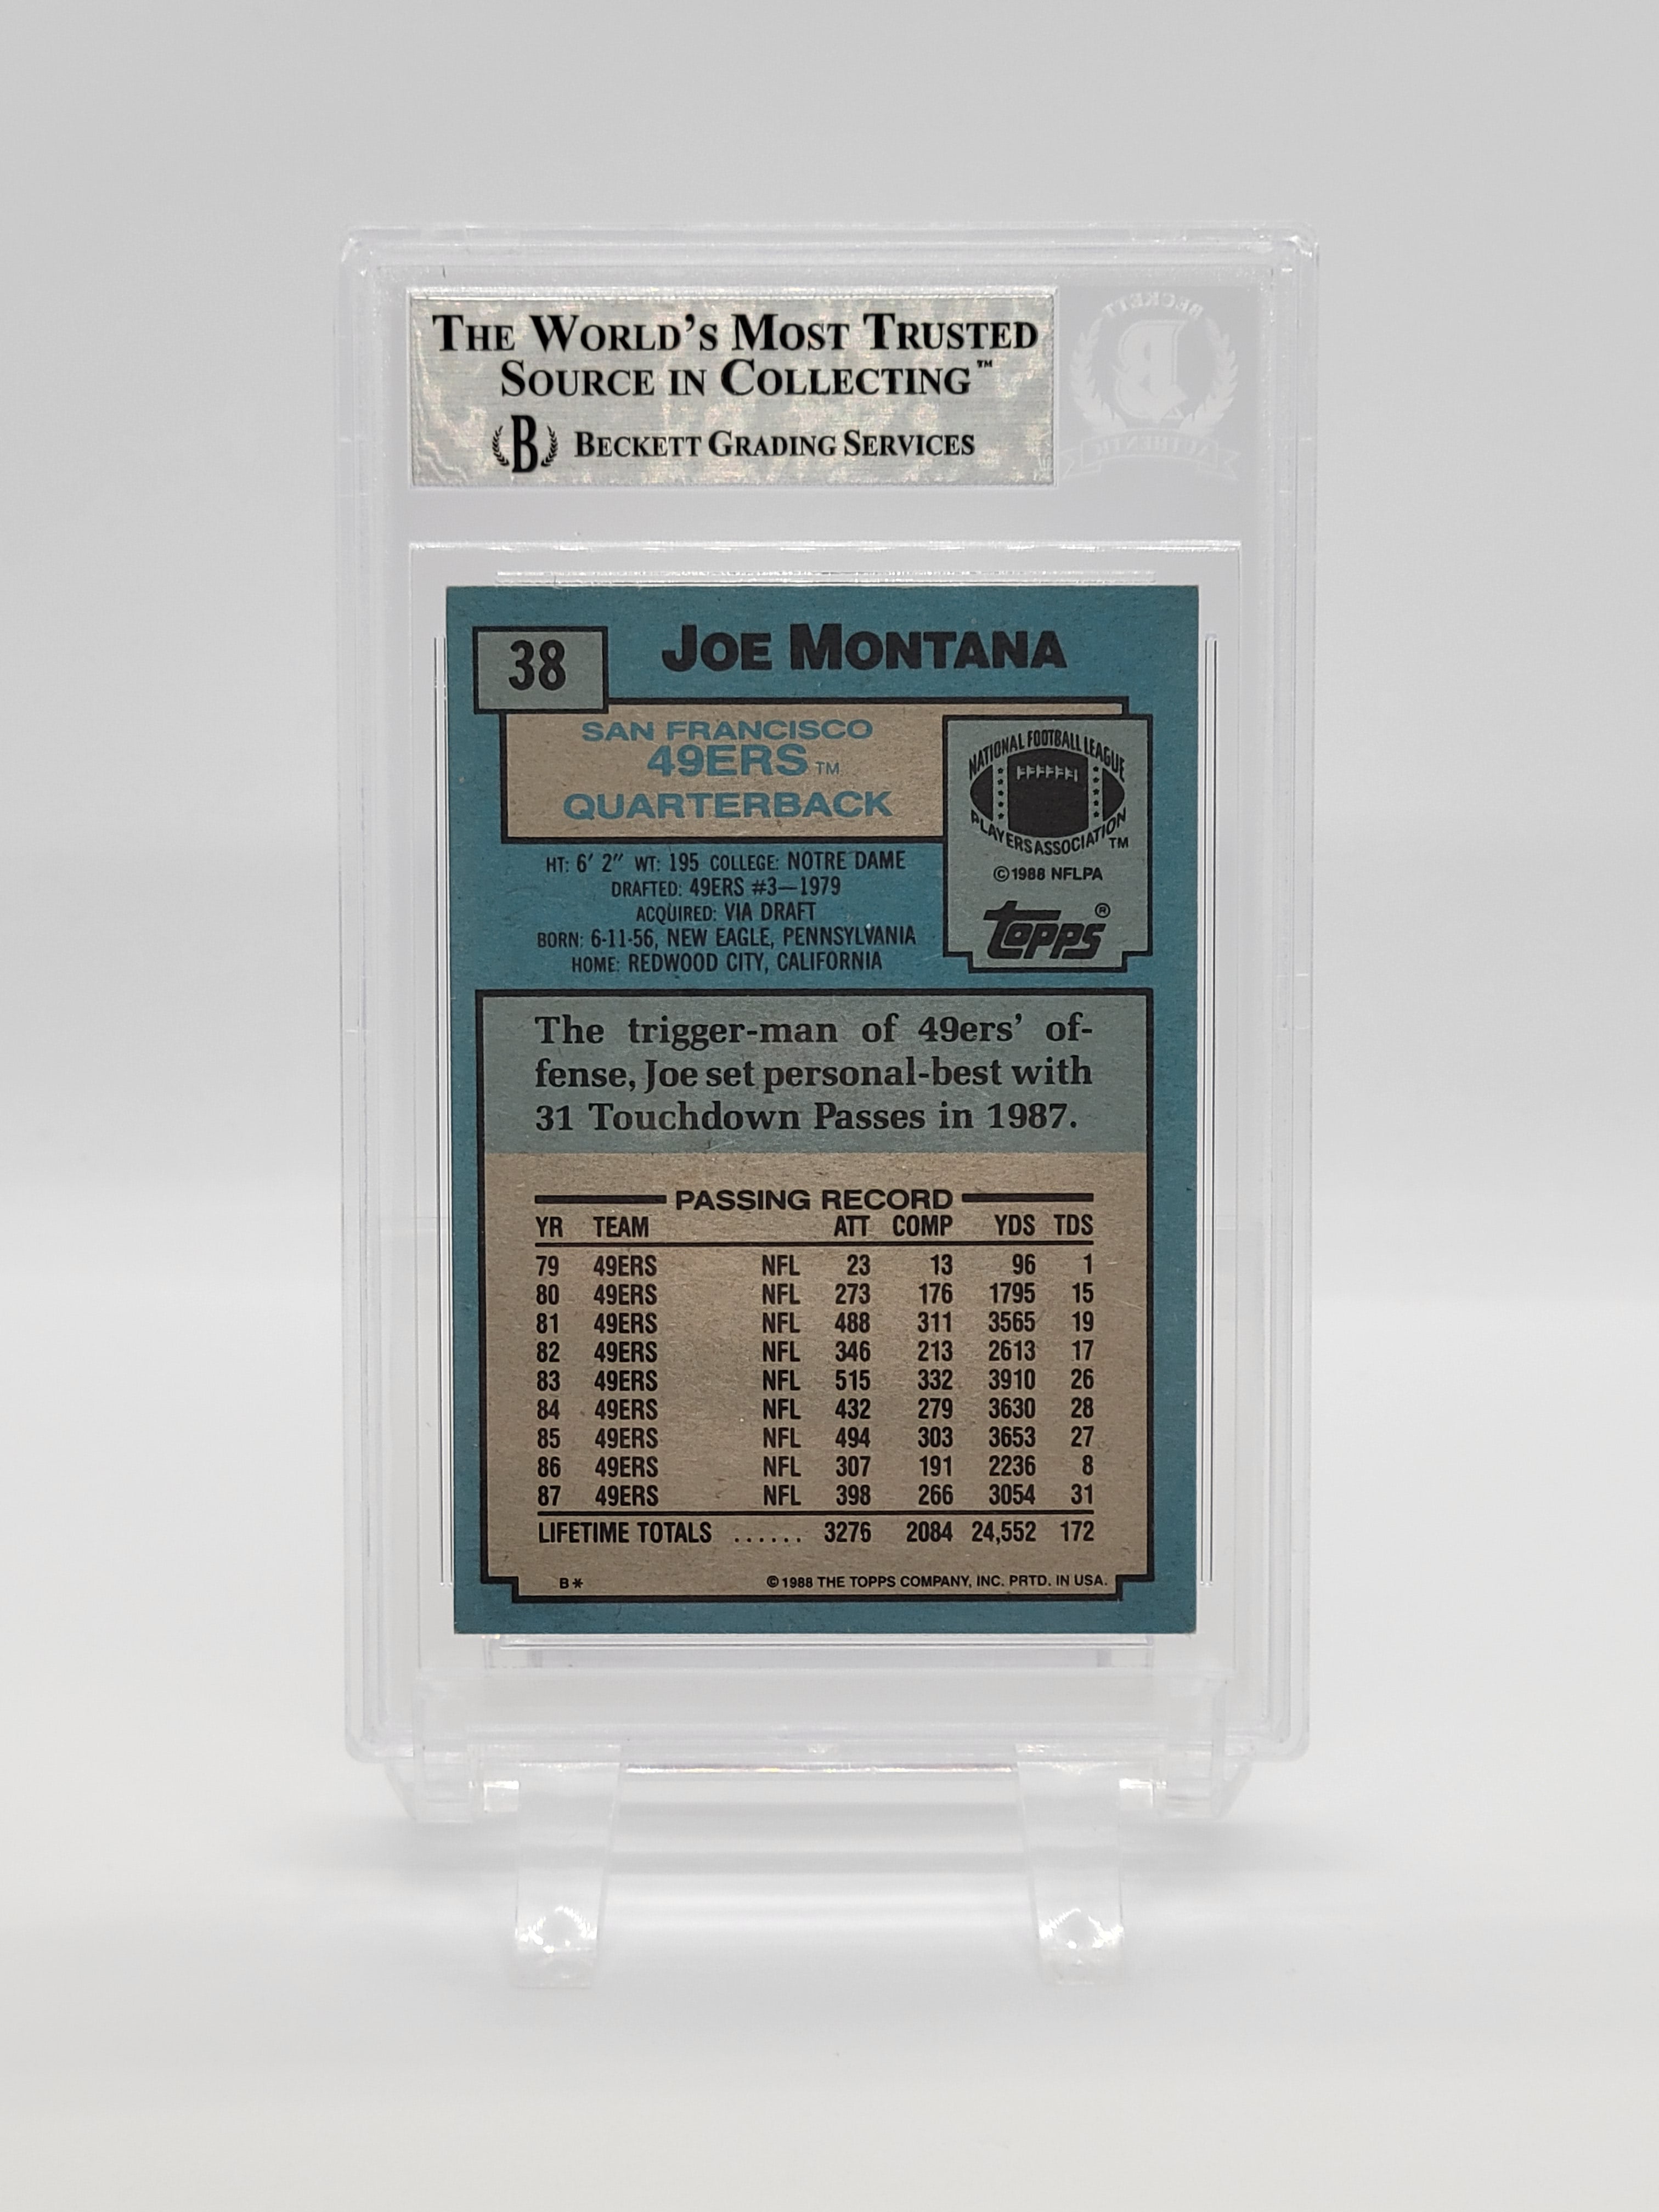 THE WORLD'S MOST TRUSTED
SOURCE IN COLLECTING™
B BECKETT GRADING SERVICES
BECKETT
B
AUTHENTIC
38
JOE MONTANA
SAN FRANCISCO
49ERS TM
QUARTERBACK
NATIONAL FOOTBALL LEAGUE
PLAYERS ASSOCIATION TM
©1988 NFLPA
topps®
HT: 6' 2" WT: 195 COLLEGE: NOTRE DAME
DRAFTED: 49ERS #3—1979
ACQUIRED: VIA DRAFT
BORN: 6-11-56, NEW EAGLE, PENNSYLVANIA
HOME: REDWOOD CITY, CALIFORNIA
The trigger-man of 49ers' of-
fense, Joe set personal-best with
31 Touchdown Passes in 1987.
PASSING RECORD
YR TEAM ATT COMP YDS TDS
79 49ERS NFL 23 13 96 1
80 49ERS NFL 273 176 1795 15
81 49ERS NFL 488 311 3565 19
82 49ERS NFL 346 213 2613 17
83 49ERS NFL 515 332 3910 26
84 49ERS NFL 432 279 3630 28
85 49ERS NFL 494 303 3653 27
86 49ERS NFL 307 191 2236 8
87 49ERS NFL 398 266 3054 31
LIFETIME TOTALS ...... 3276 2084 24,552 172
B* ©1988 THE TOPPS COMPANY, INC. PRTD. IN USA.